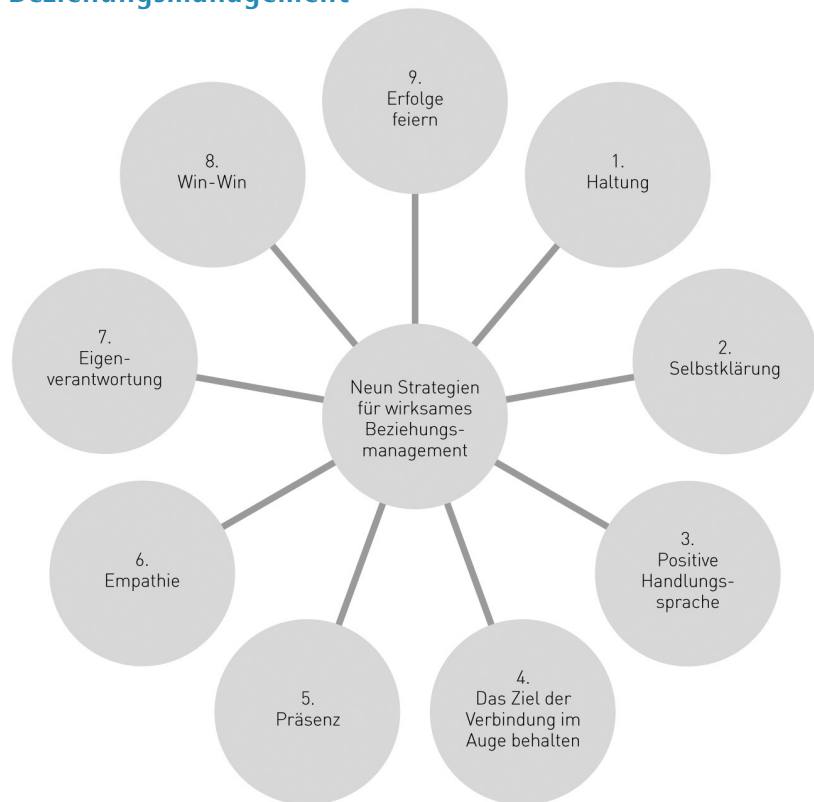 Beziehungsmanagement
9.
Erfolge
feiern
1.
Haltung
2.
Selbstklärung
3.
Positive
Handlungs-
sprache
4.
Das Ziel der
Verbindung im
Auge behalten
5.
Präsenz
6.
Empathie
7.
Eigen-
verantwortung
8.
Win-Win
Neun Strategien
für wirksames
Beziehungs-
management